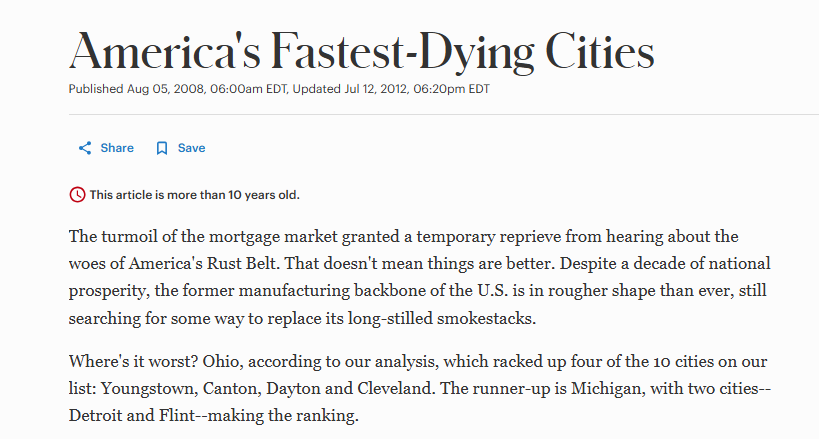 America's Fastest-Dying Cities
Published Aug 05, 2008, 06:00am EDT, Updated Jul 12, 2012, 06:20pm EDT
Share Save
This article is more than 10 years old.
The turmoil of the mortgage market granted a temporary reprieve from hearing about the
woes of America's Rust Belt. That doesn't mean things are better. Despite a decade of national
prosperity, the former manufacturing backbone of the U.S. is in rougher shape than ever, still
searching for some way to replace its long-stilled smokestacks.
Where's it worst? Ohio, according to our analysis, which racked up four of the 10 cities on our
list: Youngstown, Canton, Dayton and Cleveland. The runner-up is Michigan, with two cities--
Detroit and Flint--making the ranking.